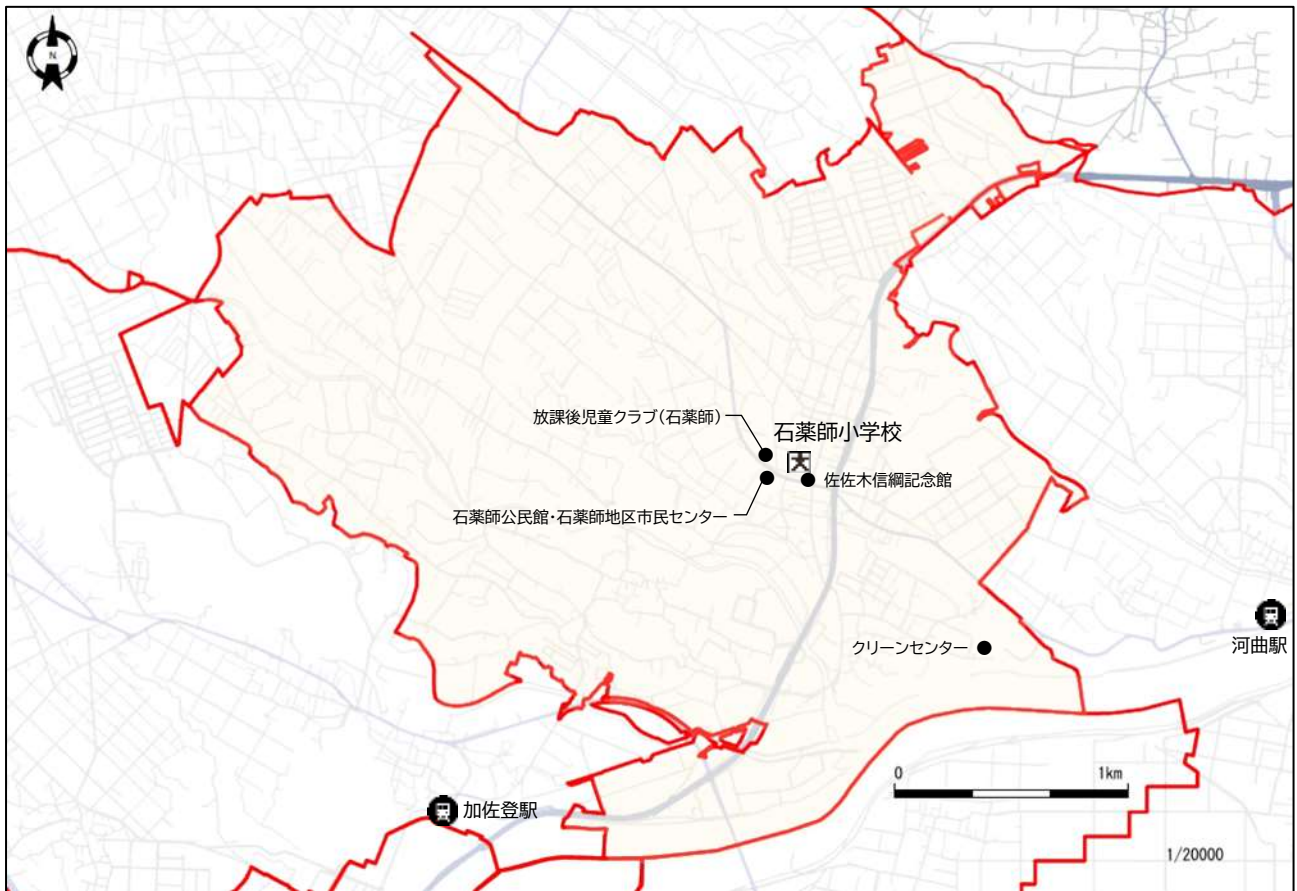 N
放課後児童クラブ(石薬師)
石薬師小学校
佐佐木信綱記念館
石薬師公民館・石薬師地区市民センター
クリーンセンター
河曲駅
0 1km
加佐登駅
1/20000